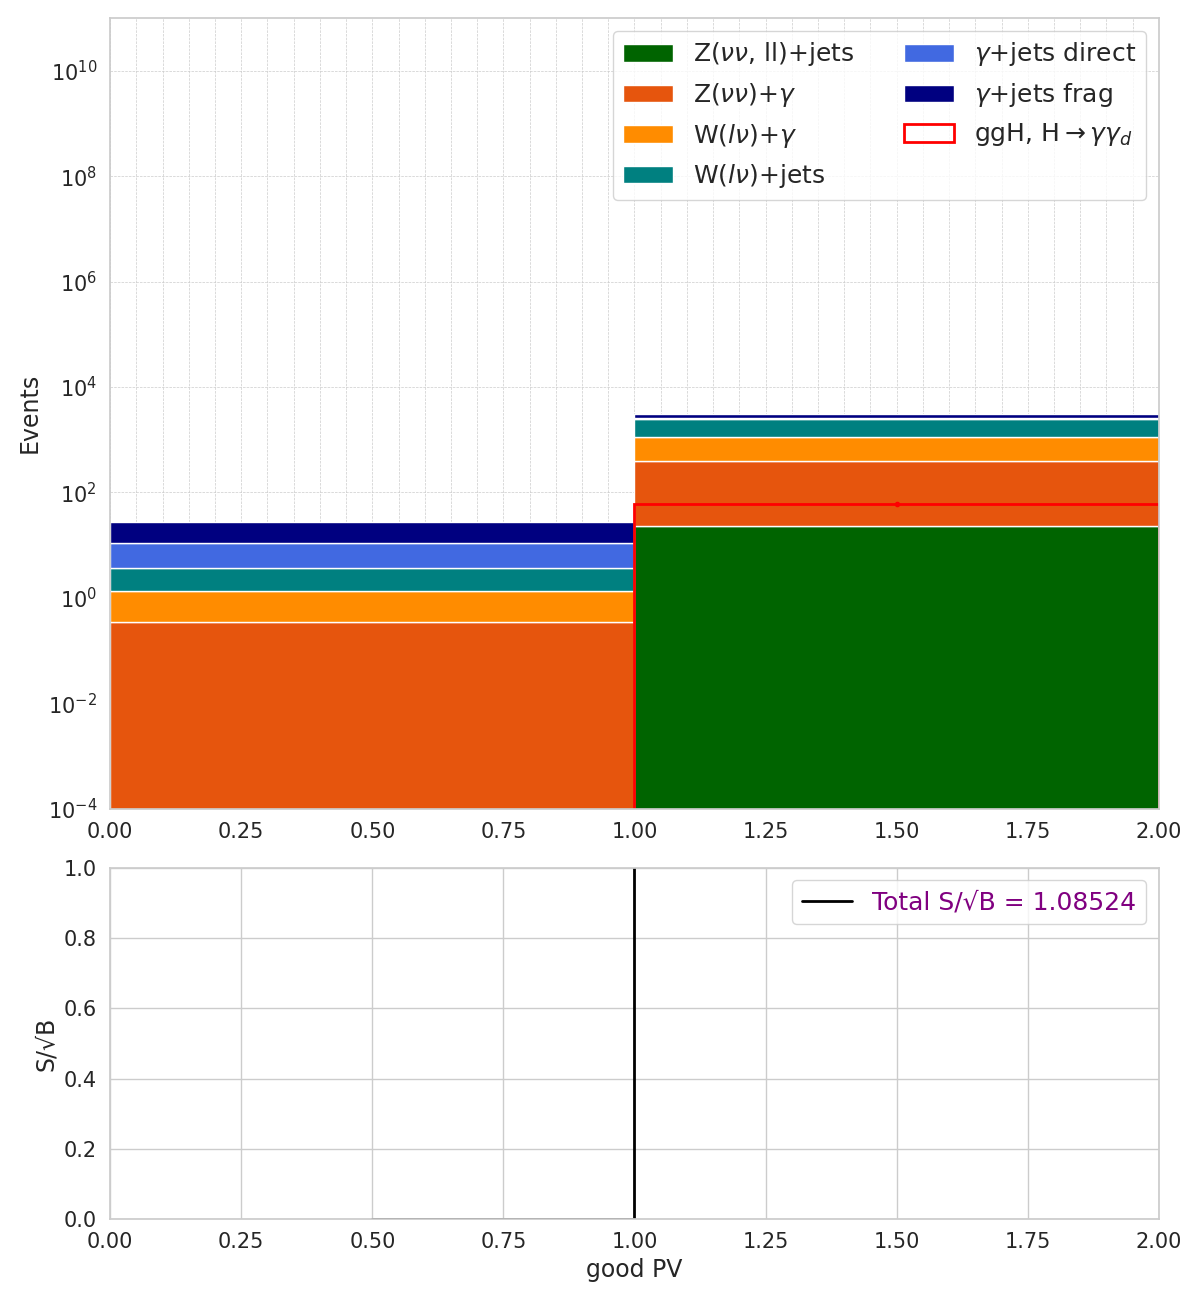 Z(νν, ll)+jets
Z(νν)+γ
W(lν)+γ
W(lν)+jets
γ+jets direct
γ+jets frag
ggH, H→γγ_d
Events
10^10
10^8
10^6
10^4
10^2
10^0
10^−2
10^−4
0.00 0.25 0.50 0.75 1.00 1.25 1.50 1.75 2.00
Total S/√B = 1.08524
S/√B
1.0
0.8
0.6
0.4
0.2
0.0
0.00 0.25 0.50 0.75 1.00 1.25 1.50 1.75 2.00
good PV